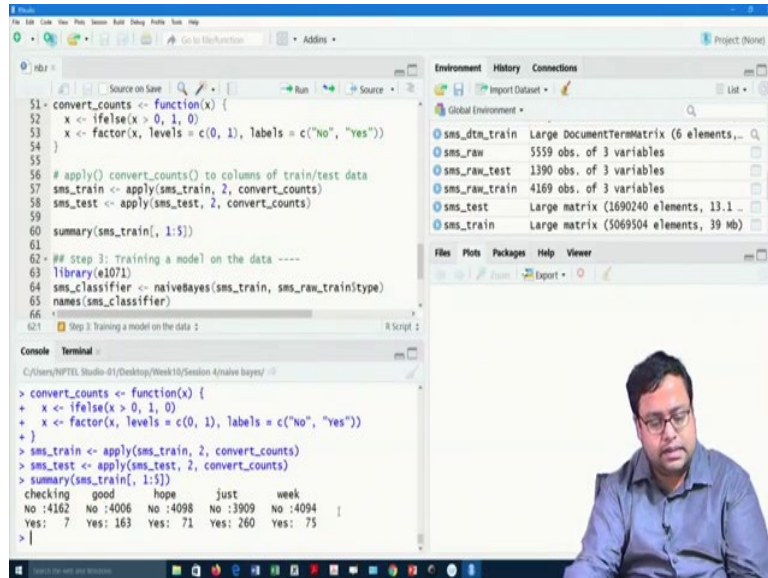 RStudio
File Edit Code View Plots Session Build Debug Profile Tools Help
Go to file/function
Addins
Project: (None)
nb.r
Source on Save
Run
Source
51 convert_counts <- function(x) {
52 x <- ifelse(x > 0, 1, 0)
53 x <- factor(x, levels = c(0, 1), labels = c("No", "Yes"))
54 }
55
56 # apply() convert_counts() to columns of train/test data
57 sms_train <- apply(sms_train, 2, convert_counts)
58 sms_test <- apply(sms_test, 2, convert_counts)
59
60 summary(sms_train[, 1:5])
61
62 ## Step 3: Training a model on the data ----
63 library(e1071)
64 sms_classifier <- naiveBayes(sms_train, sms_raw_train$type)
65 names(sms_classifier)
66
62:1 Step 3: Training a model on the data
R Script
Console Terminal
C:/Users/NPTEL Studio-01/Desktop/Week10/Session 4/naive bayes/
> convert_counts <- function(x) {
+ x <- ifelse(x > 0, 1, 0)
+ x <- factor(x, levels = c(0, 1), labels = c("No", "Yes"))
+ }
> sms_train <- apply(sms_train, 2, convert_counts)
> sms_test <- apply(sms_test, 2, convert_counts)
> summary(sms_train[, 1:5])
checking good hope just week
No :4162 No :4006 No :4098 No :3909 No :4094
Yes: 7 Yes: 163 Yes: 71 Yes: 260 Yes: 75
>
Environment History Connections
Import Dataset
List
Global Environment
sms_dtm_train Large DocumentTermMatrix (6 elements,…
sms_raw 5559 obs. of 3 variables
sms_raw_test 1390 obs. of 3 variables
sms_raw_train 4169 obs. of 3 variables
sms_test Large matrix (1690240 elements, 13.1 …
sms_train Large matrix (5069504 elements, 39 Mb)
Files Plots Packages Help Viewer
Zoom Export
Search the web and Windows